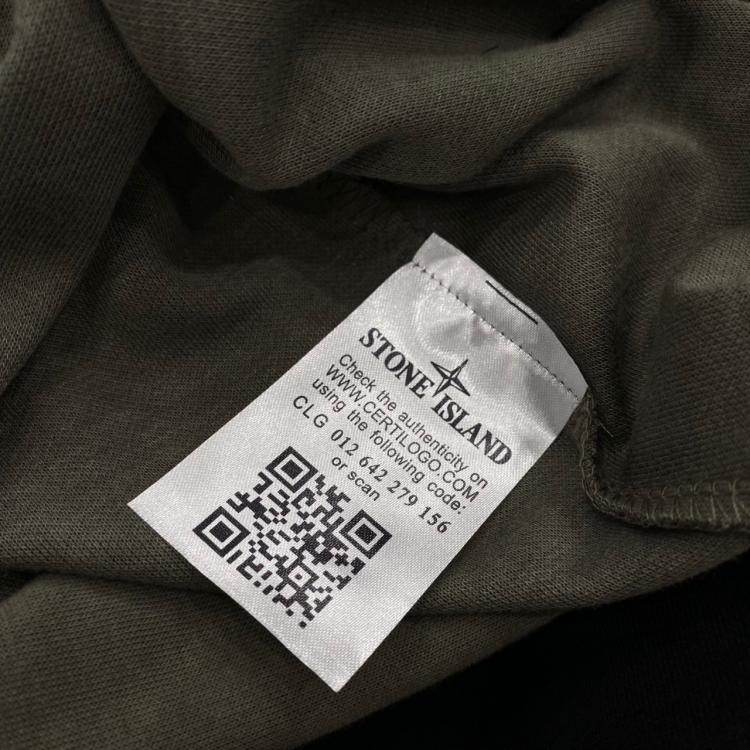 STONE ISLAND
Check the authenticity on
WWW.CERTILOGO.COM
using the following code:
CLG 012 642 279 156
or scan